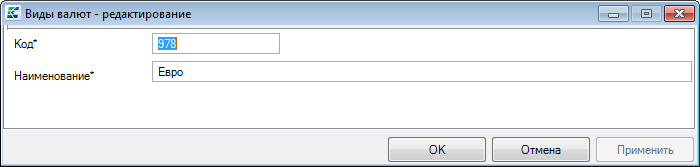 Виды валют - редактирование
Код* 978
Наименование* Евро
OK Отмена Применить